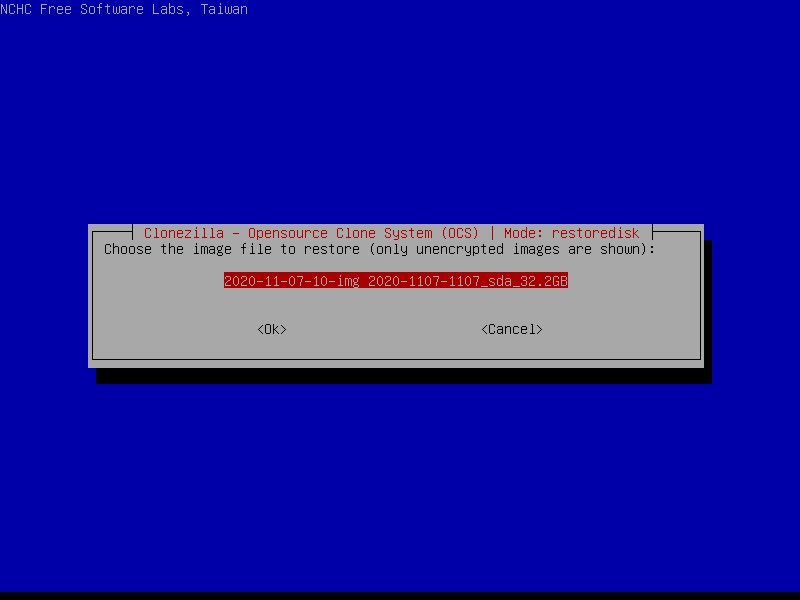 NCHC Free Software Labs, Taiwan
Clonezilla - Opensource Clone System (OCS) | Mode: restoredisk
Choose the image file to restore (only unencrypted images are shown):
2020-11-07-10-img 2020-1107-1107_sda_32.2GB
<Ok> <Cancel>